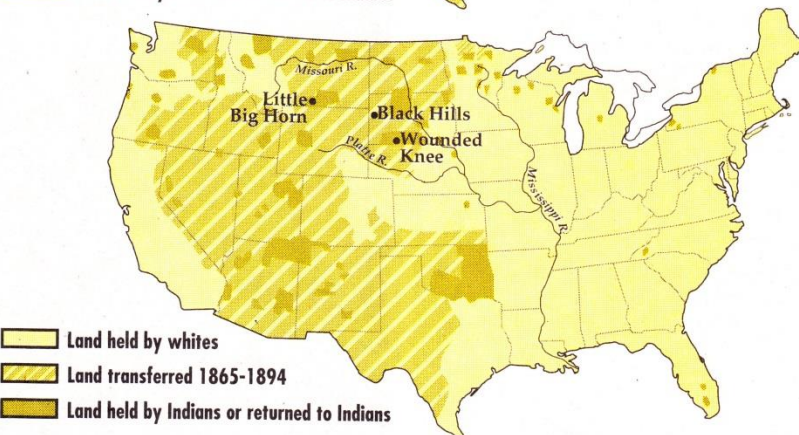 Missouri R.
Little
Big Horn
Black Hills
Wounded
Knee
Platte R.
Mississippi R.
Land held by whites
Land transferred 1865-1894
Land held by Indians or returned to Indians